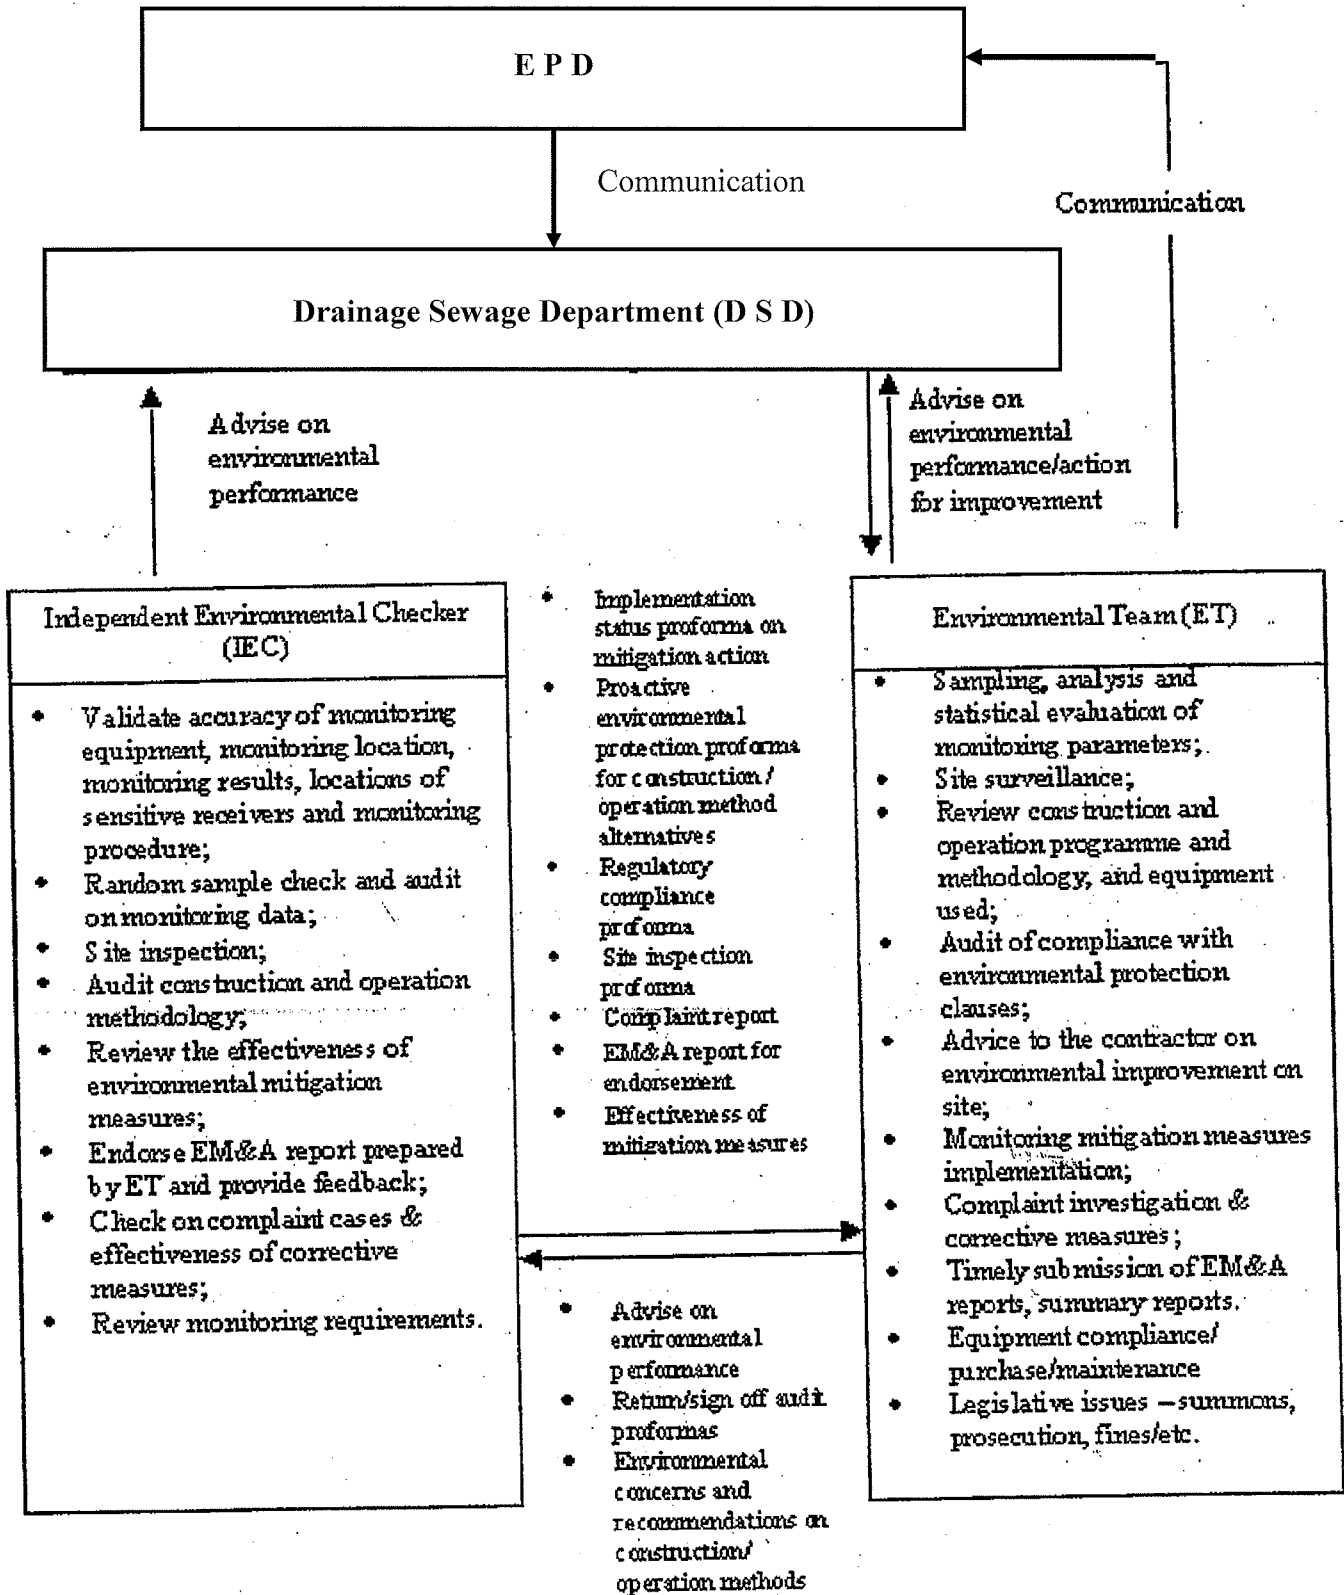 E P D
Communication
Communication
Drainage Sewage Department (D S D)
Advise on
environmental
performance
Advise on
environmental
performance/action
for improvement
Independent Environmental Checker
(IEC)
• Validate accuracy of monitoring
equipment, monitoring location,
monitoring results, locations of
sensitive receivers and monitoring
procedure;
• Random sample check and audit
on monitoring data;
• Site inspection;
• Audit construction and operation
methodology;
• Review the effectiveness of
environmental mitigation
measures;
• Endorse EM&A report prepared
by ET and provide feedback;
• Check on complaint cases &
effectiveness of corrective
measures;
• Review monitoring requirements.
• Implementation
status proforma on
mitigation action
• Proactive
environmental
protection proforma
for construction/
operation method
alternatives
• Regulatory
compliance
proforma
• Site inspection
proforma
• Complaint report
• EM&A report for
endorsement
• Effectiveness of
mitigation measures
• Advise on
environmental
performance
• Return/sign off audit
proformas
• Environmental
concerns and
recommendations on
construction/
operation methods
Environmental Team (ET)
• Sampling, analysis and
statistical evaluation of
monitoring parameters;
• Site surveillance;
• Review construction and
operation programme and
methodology, and equipment
used;
• Audit of compliance with
environmental protection
clauses;
• Advice to the contractor on
environmental improvement on
site;
• Monitoring mitigation measures
implementation;
• Complaint investigation &
corrective measures;
• Timely submission of EM&A
reports, summary reports.
• Equipment compliance/
purchase/maintenance
• Legislative issues – summons,
prosecution, fines/etc.